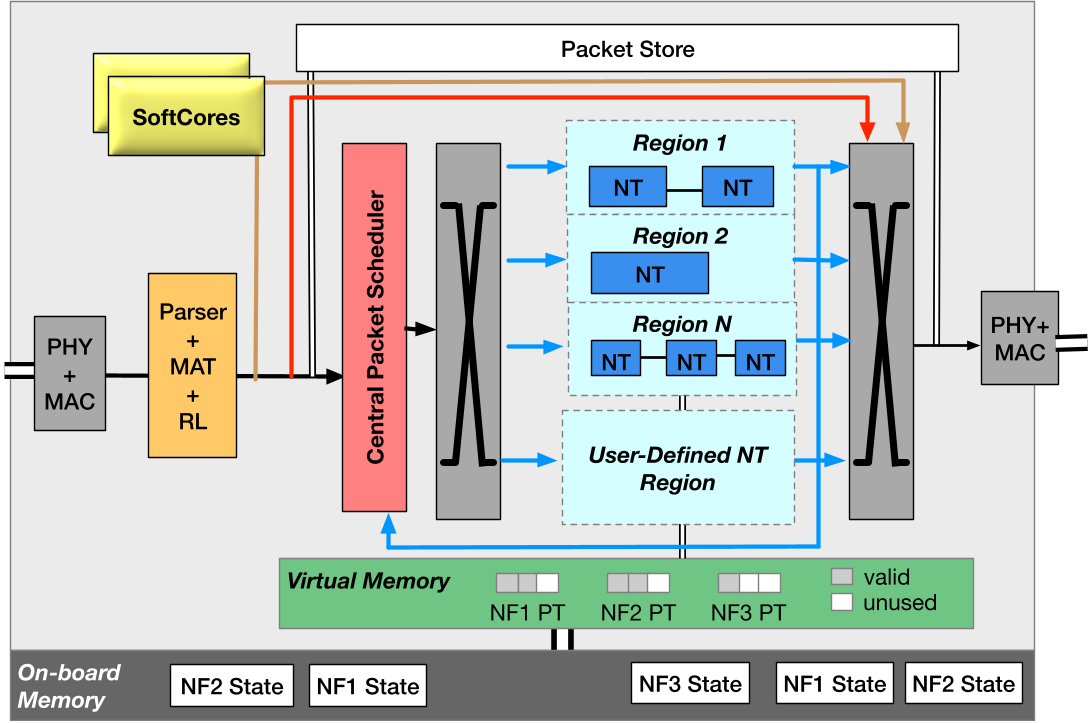 Packet Store
SoftCores
PHY
+
MAC
Parser
+
MAT
+
RL
Central Packet Scheduler
Region 1
NT
NT
Region 2
NT
Region N
NT
NT
NT
User-Defined NT
Region
PHY+
MAC
Virtual Memory
NF1 PT
NF2 PT
NF3 PT
valid
unused
On-board
Memory
NF2 State
NF1 State
NF3 State
NF1 State
NF2 State